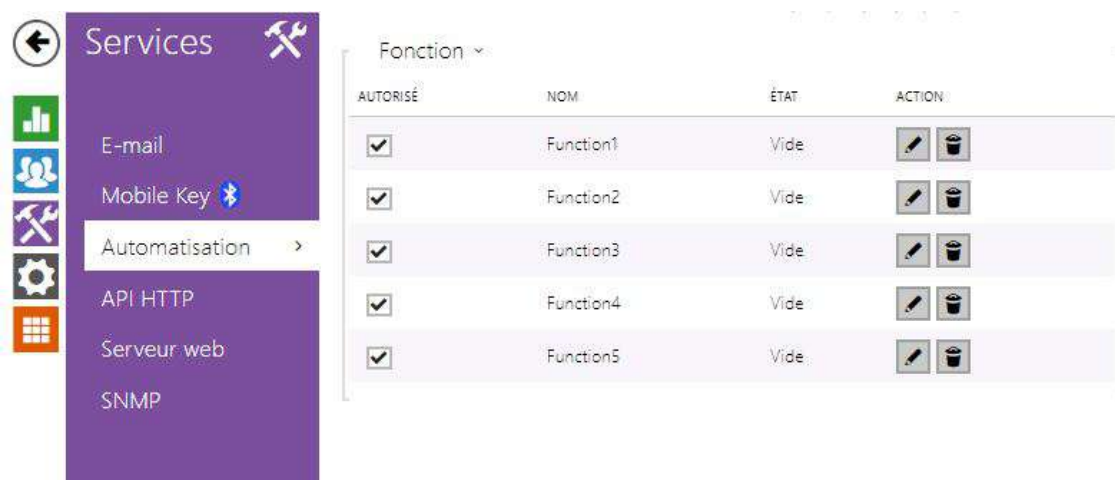 Services
E-mail
Mobile Key
Automatisation
API HTTP
Serveur web
SNMP
Fonction
AUTORISÉ NOM ÉTAT ACTION
Function1 Vide
Function2 Vide
Function3 Vide
Function4 Vide
Function5 Vide